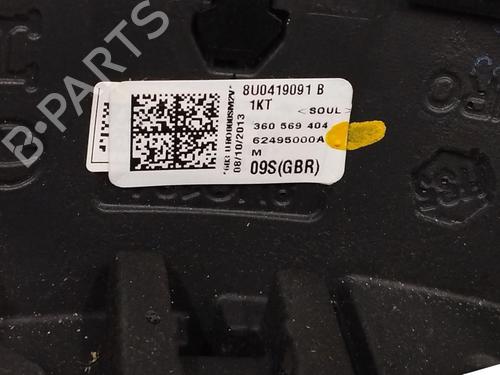 8U0419091 B
1KT
<SOUL>
360 569 404
62495000A
M
09S(GBR)
08/10/2013
B-PARTS